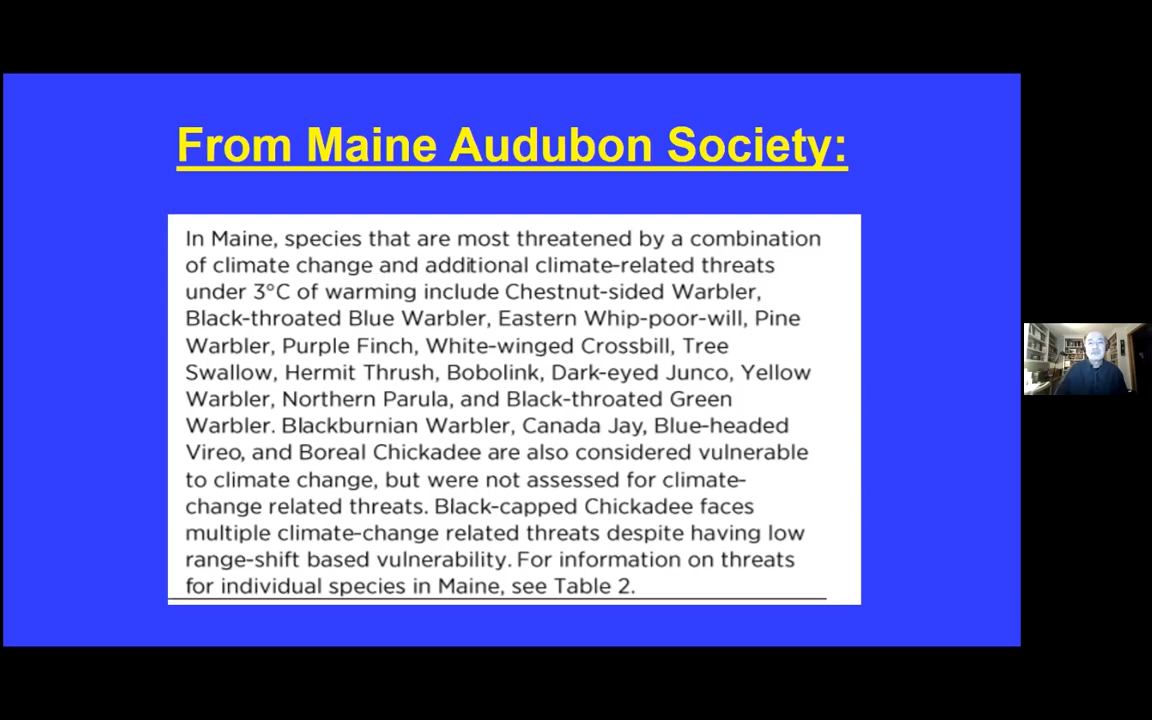 From Maine Audubon Society:
In Maine, species that are most threatened by a combination
of climate change and additional climate-related threats
under 3°C of warming include Chestnut-sided Warbler,
Black-throated Blue Warbler, Eastern Whip-poor-will, Pine
Warbler, Purple Finch, White-winged Crossbill, Tree
Swallow, Hermit Thrush, Bobolink, Dark-eyed Junco, Yellow
Warbler, Northern Parula, and Black-throated Green
Warbler. Blackburnian Warbler, Canada Jay, Blue-headed
Vireo, and Boreal Chickadee are also considered vulnerable
to climate change, but were not assessed for climate-
change related threats. Black-capped Chickadee faces
multiple climate-change related threats despite having low
range-shift based vulnerability. For information on threats
for individual species in Maine, see Table 2.